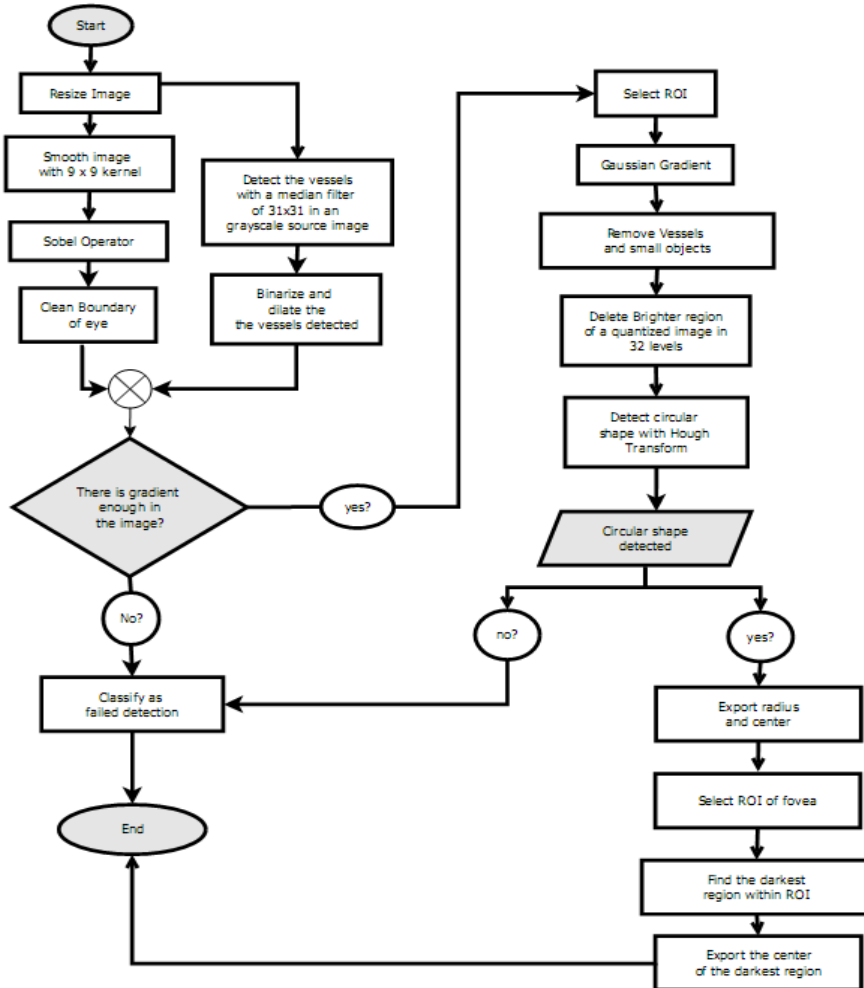 Start
Resize Image
Smooth image
with 9 x 9 kernel
Sobel Operator
Clean Boundary
of eye
Detect the vessels
with a median filter
of 31x31 in an
grayscale source image
Binarize and
dilate the
the vessels detected
There is gradient
enough in
the image?
yes?
No?
Classify as
failed detection
End
Select ROI
Gaussian Gradient
Remove Vessels
and small objects
Delete Brighter region
of a quantized image in
32 levels
Detect circular
shape with Hough
Transform
Circular shape
detected
no?
yes?
Export radius
and center
Select ROI of fovea
Find the darkest
region within ROI
Export the center
of the darkest region